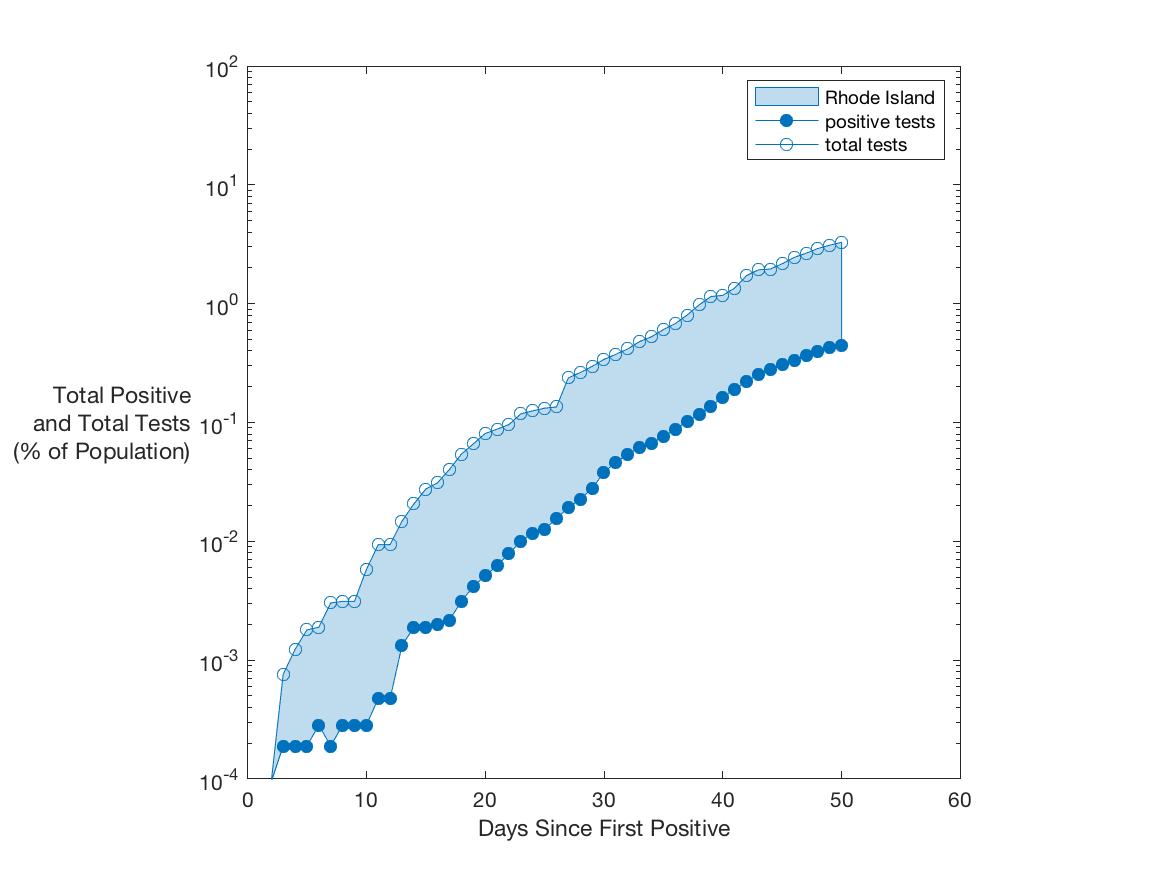 10^2
10^1
10^0
10^-1
10^-2
10^-3
10^-4
Total Positive
and Total Tests
(% of Population)
Rhode Island
positive tests
total tests
0 10 20 30 40 50 60
Days Since First Positive